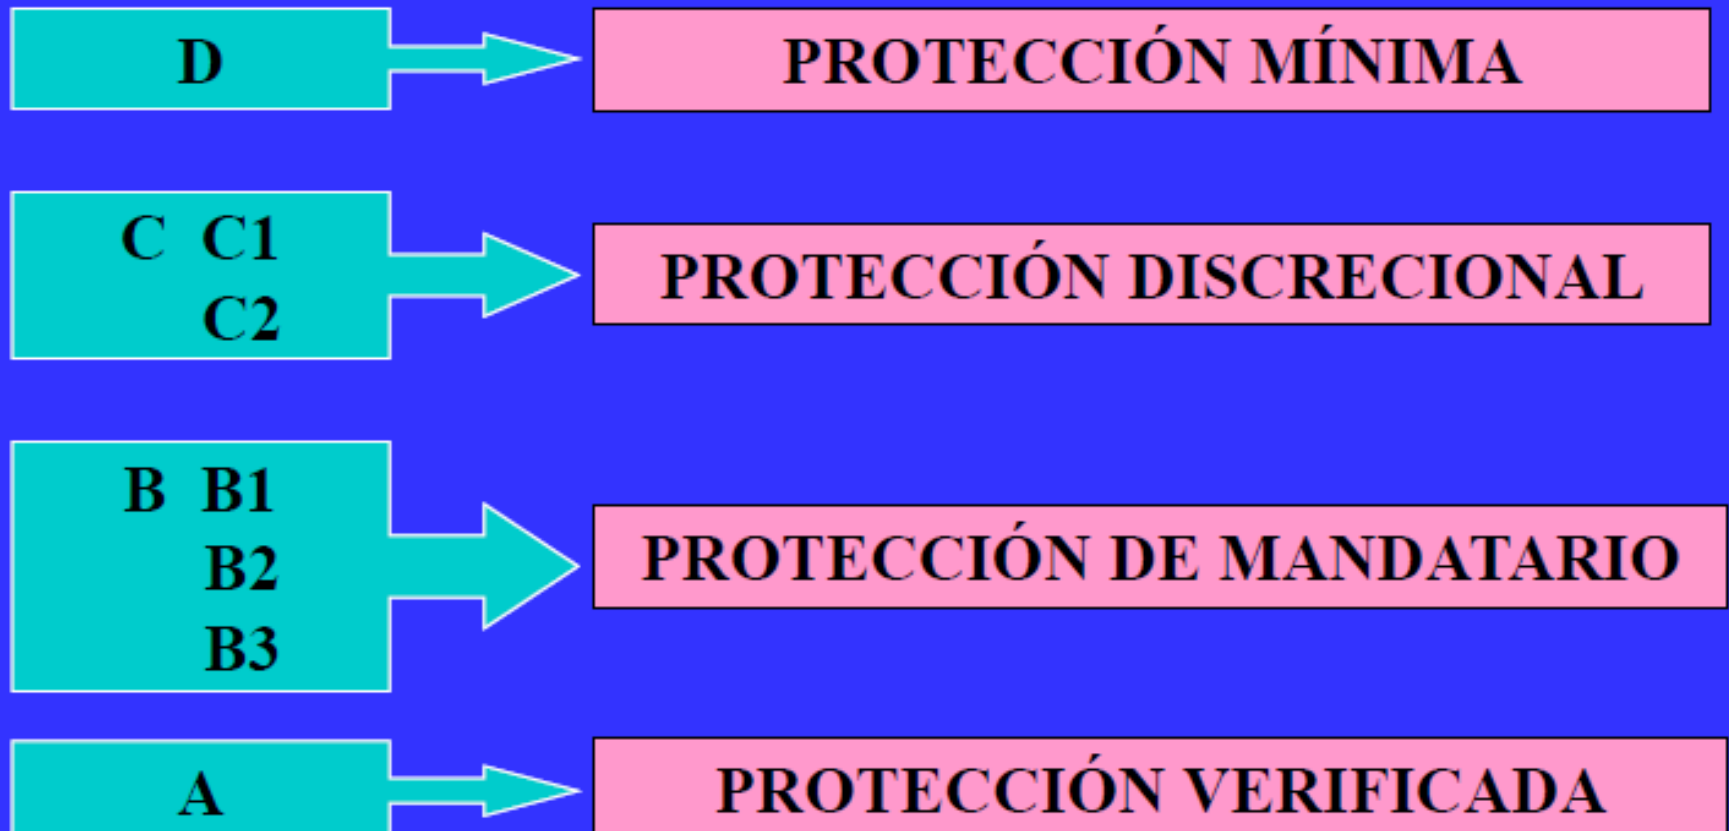 D
PROTECCIÓN MÍNIMA
C C1
C2
PROTECCIÓN DISCRECIONAL
B B1
B2
B3
PROTECCIÓN DE MANDATARIO
A
PROTECCIÓN VERIFICADA